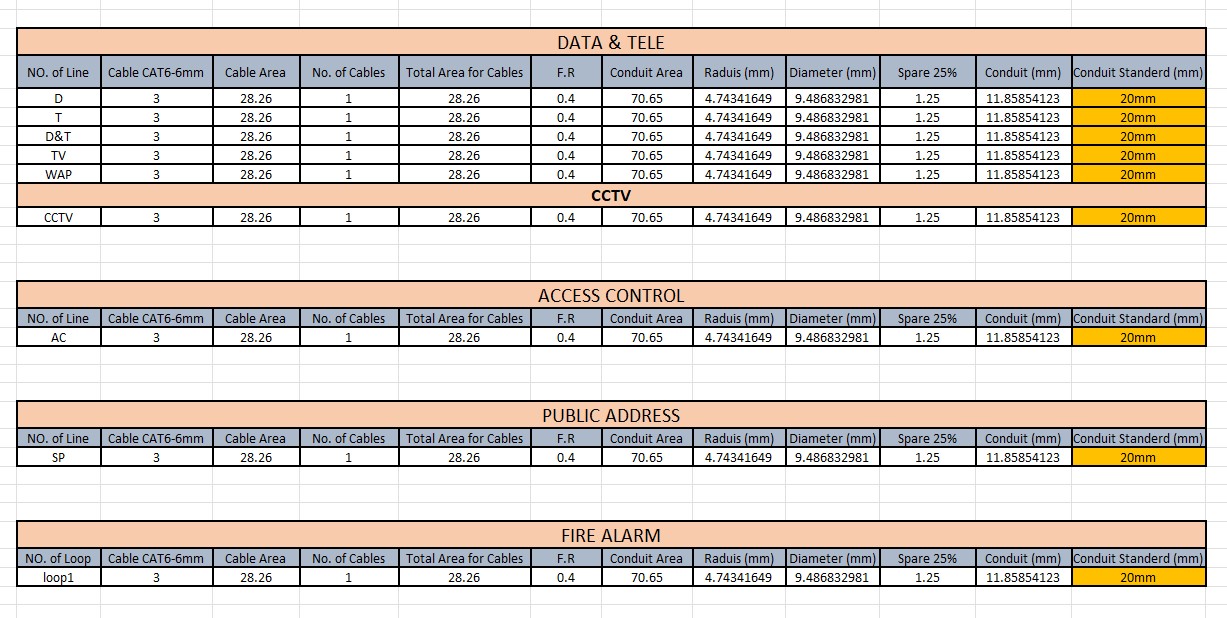 DATA & TELE
NO. of Line Cable CAT6-6mm Cable Area No. of Cables Total Area for Cables F.R Conduit Area Raduis (mm) Diameter (mm) Spare 25% Conduit (mm) Conduit Standerd (mm)
D 3 28.26 1 28.26 0.4 70.65 4.74341649 9.486832981 1.25 11.85854123 20mm
T 3 28.26 1 28.26 0.4 70.65 4.74341649 9.486832981 1.25 11.85854123 20mm
D&T 3 28.26 1 28.26 0.4 70.65 4.74341649 9.486832981 1.25 11.85854123 20mm
TV 3 28.26 1 28.26 0.4 70.65 4.74341649 9.486832981 1.25 11.85854123 20mm
WAP 3 28.26 1 28.26 0.4 70.65 4.74341649 9.486832981 1.25 11.85854123 20mm
CCTV
CCTV 3 28.26 1 28.26 0.4 70.65 4.74341649 9.486832981 1.25 11.85854123 20mm
ACCESS CONTROL
NO. of Line Cable CAT6-6mm Cable Area No. of Cables Total Area for Cables F.R Conduit Area Raduis (mm) Diameter (mm) Spare 25% Conduit (mm) Conduit Standard (mm)
AC 3 28.26 1 28.26 0.4 70.65 4.74341649 9.486832981 1.25 11.85854123 20mm
PUBLIC ADDRESS
NO. of Line Cable CAT6-6mm Cable Area No. of Cables Total Area for Cables F.R Conduit Area Raduis (mm) Diameter (mm) Spare 25% Conduit (mm) Conduit Standerd (mm)
SP 3 28.26 1 28.26 0.4 70.65 4.74341649 9.486832981 1.25 11.85854123 20mm
FIRE ALARM
NO. of Loop Cable CAT6-6mm Cable Area No. of Cables Total Area for Cables F.R Conduit Area Raduis (mm) Diameter (mm) Spare 25% Conduit (mm) Conduit Standerd (mm)
loop1 3 28.26 1 28.26 0.4 70.65 4.74341649 9.486832981 1.25 11.85854123 20mm